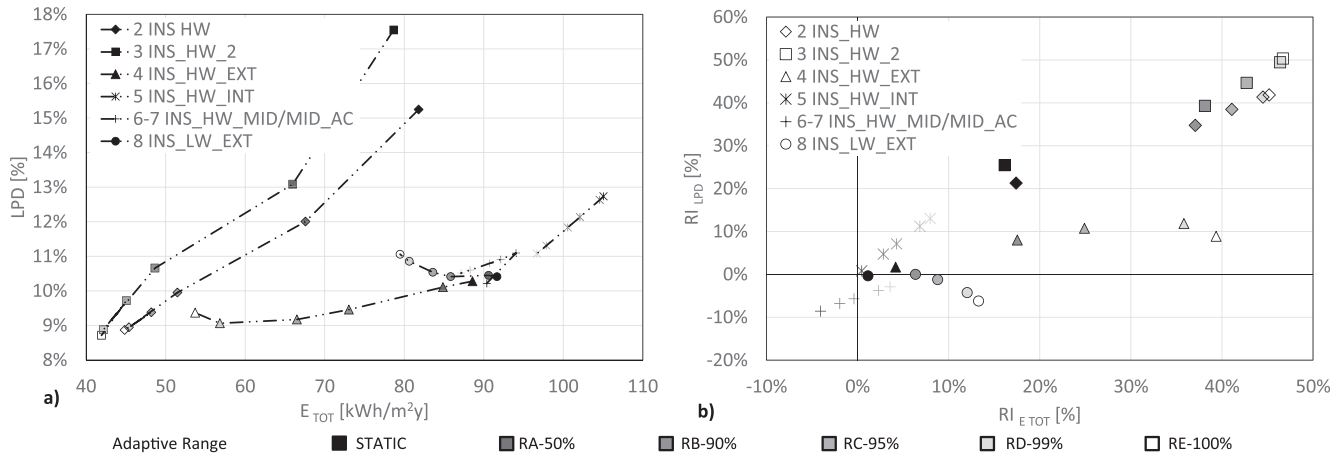 18%
17%
16%
15%
14%
13%
12%
11%
10%
9%
8%
LPD [%]
2 INS HW
3 INS_HW_2
4 INS_HW_EXT
5 INS_HW_INT
6-7 INS_HW_MID/MID_AC
8 INS_LW_EXT
40 50 60 70 80 90 100 110
a)
E TOT [kWh/m²y]
60%
50%
40%
30%
20%
10%
0%
-10%
-20%
RI LPD [%]
2 INS_HW
3 INS_HW_2
4 INS_HW_EXT
5 INS_HW_INT
6-7 INS_HW_MID/MID_AC
8 INS_LW_EXT
-10% 0% 10% 20% 30% 40% 50%
b)
RI E TOT [%]
Adaptive Range STATIC RA-50% RB-90% RC-95% RD-99% RE-100%